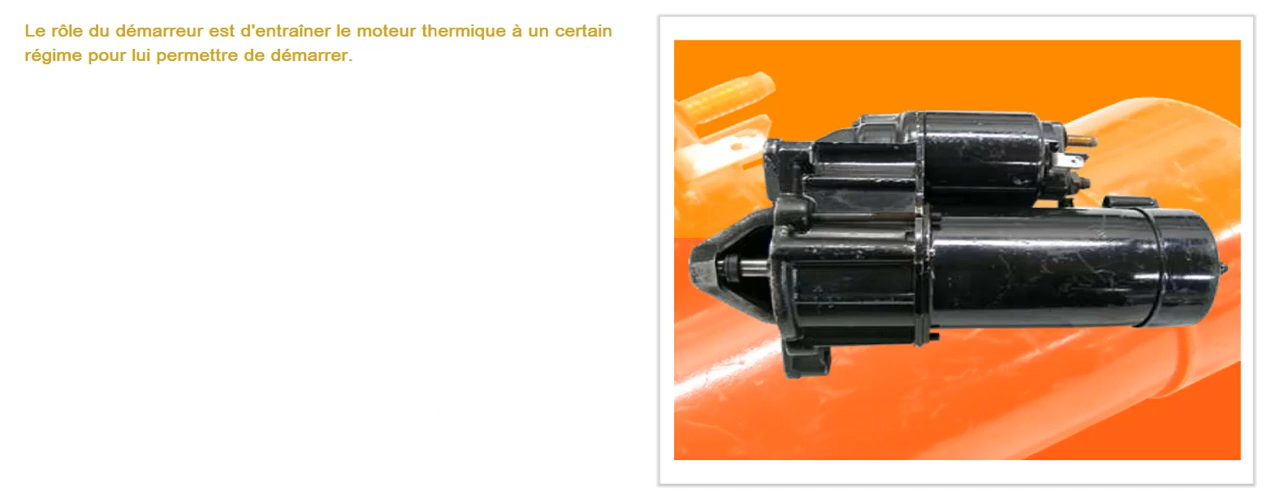 Le rôle du démarreur est d'entraîner le moteur thermique à un certain
régime pour lui permettre de démarrer.